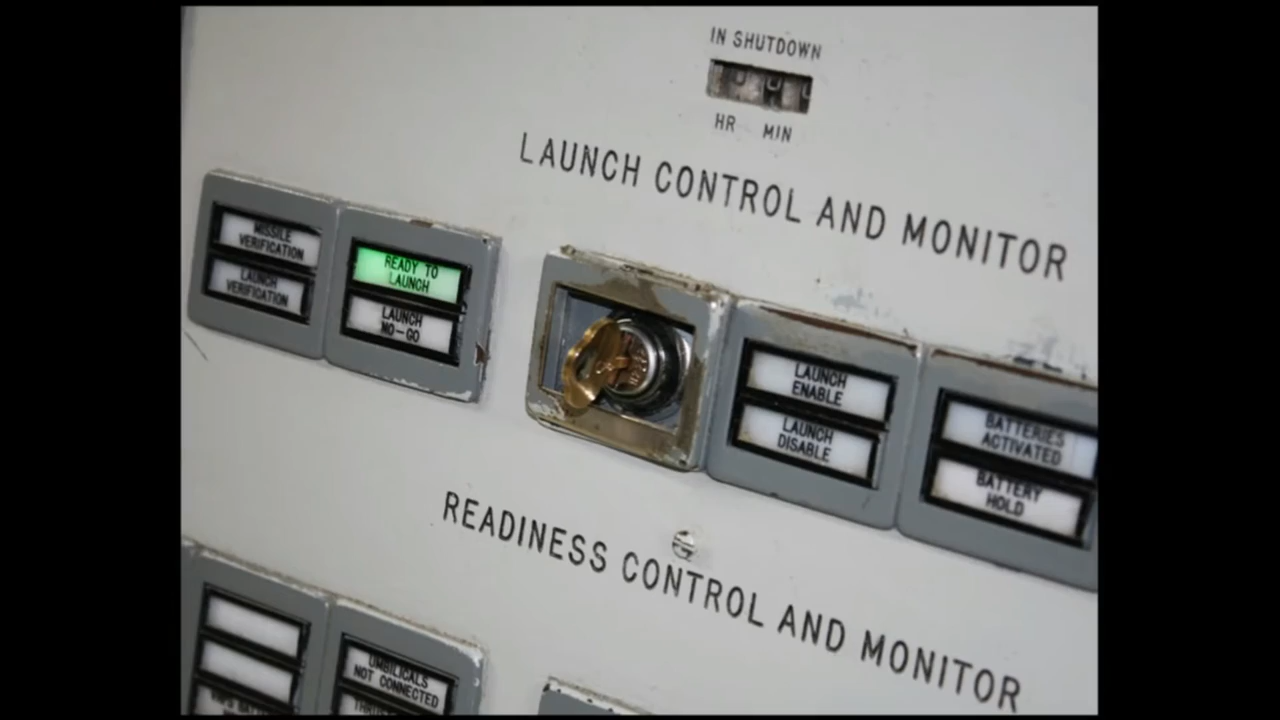 IN SHUTDOWN
HR MIN
LAUNCH CONTROL AND MONITOR
MISSILE
VERIFICATION
LAUNCH
VERIFICATION
READY TO
LAUNCH
LAUNCH
NO-GO
LAUNCH
ENABLE
LAUNCH
DISABLE
BATTERIES
ACTIVATED
BATTERY
HOLD
READINESS CONTROL AND MONITOR
UMBILICALS
NOT CONNECTED